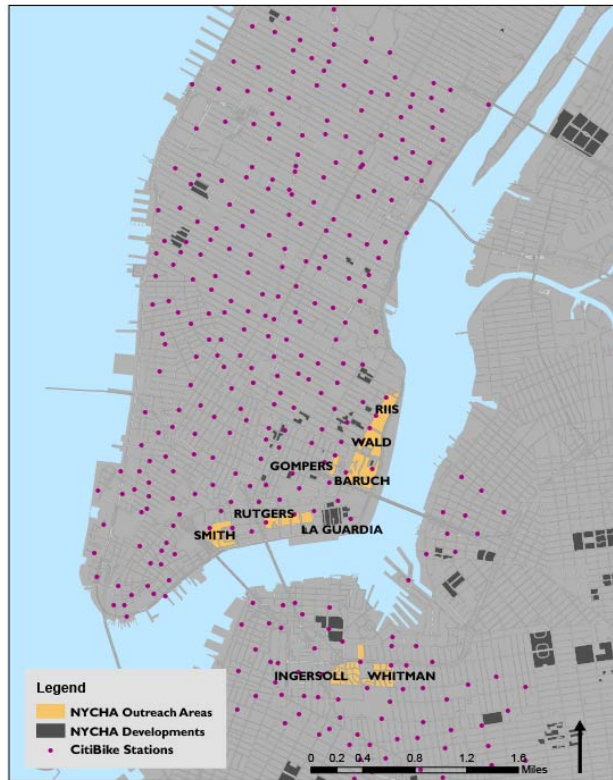 RIIS
WALD
GOMPERS
BARUCH
RUTGERS
LA GUARDIA
SMITH
INGERSOLL
WHITMAN
Legend
NYCHA Outreach Areas
NYCHA Developments
CitiBike Stations
0 0.2 0.4 0.8 1.2 1.6
Miles